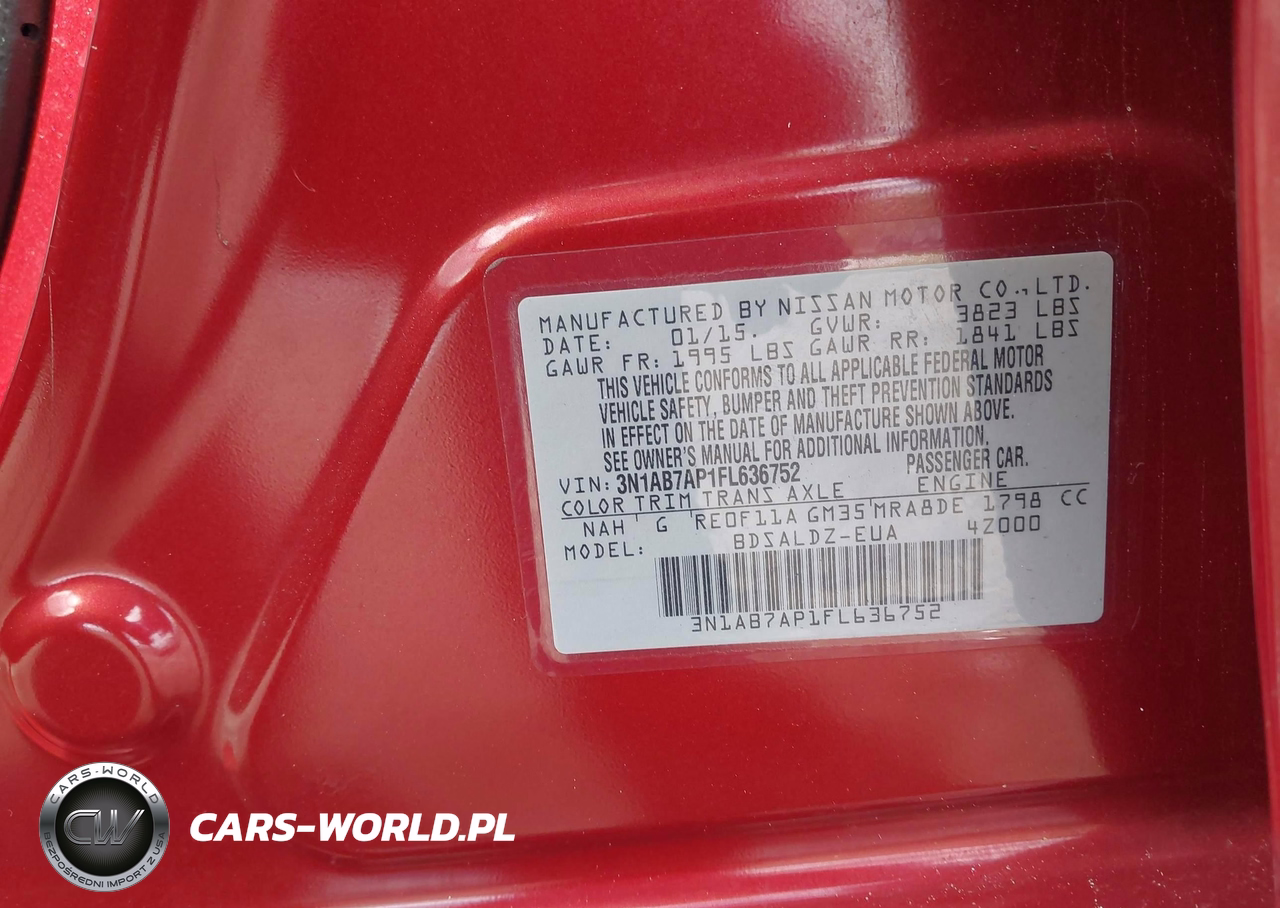 MANUFACTURED BY NISSAN MOTOR CO.,LTD.
DATE: 01/15. GVWR: 3823 LBS
GAWR FR: 1995 LBS GAWR RR: 1841 LBS
THIS VEHICLE CONFORMS TO ALL APPLICABLE FEDERAL MOTOR
VEHICLE SAFETY, BUMPER AND THEFT PREVENTION STANDARDS
IN EFFECT ON THE DATE OF MANUFACTURE SHOWN ABOVE.
SEE OWNER'S MANUAL FOR ADDITIONAL INFORMATION.
VIN: 3N1AB7AP1FL636752 PASSENGER CAR.
COLOR TRIM TRANS AXLE ENGINE
NAH G RE0F11A GM35 MRA8DE 1798 CC
MODEL: BDSALDZ-EUA 4Z000
3N1AB7AP1FL636752
CARS-WORLD
CW
BEZPOŚREDNI IMPORT Z USA
CARS-WORLD.PL